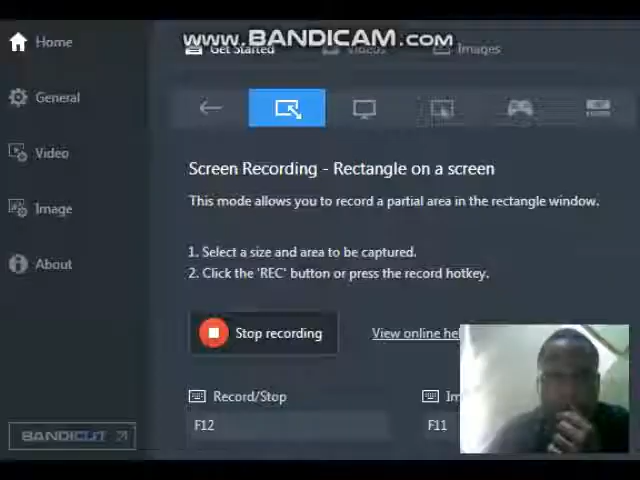 www.BANDICAM.com
Home
Get Started
Videos
Images
General
Screen Recording - Rectangle on a screen
Video
This mode allows you to record a partial area in the rectangle window.
Image
1. Select a size and area to be captured.
About
2. Click the 'REC' button or press the record hotkey.
Stop recording
View online hel
Record/Stop
Im
F12
F11
BANDICUT